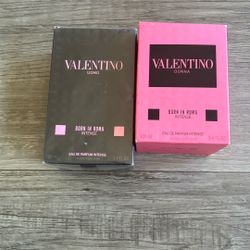 VALENTINO
UOMO
BORN IN ROMA
INTENSE
EAU DE PARFUM INTENSE
VALENTINO
DONNA
BORN IN ROMA
INTENSE
EAU DE PARFUM INTENSE